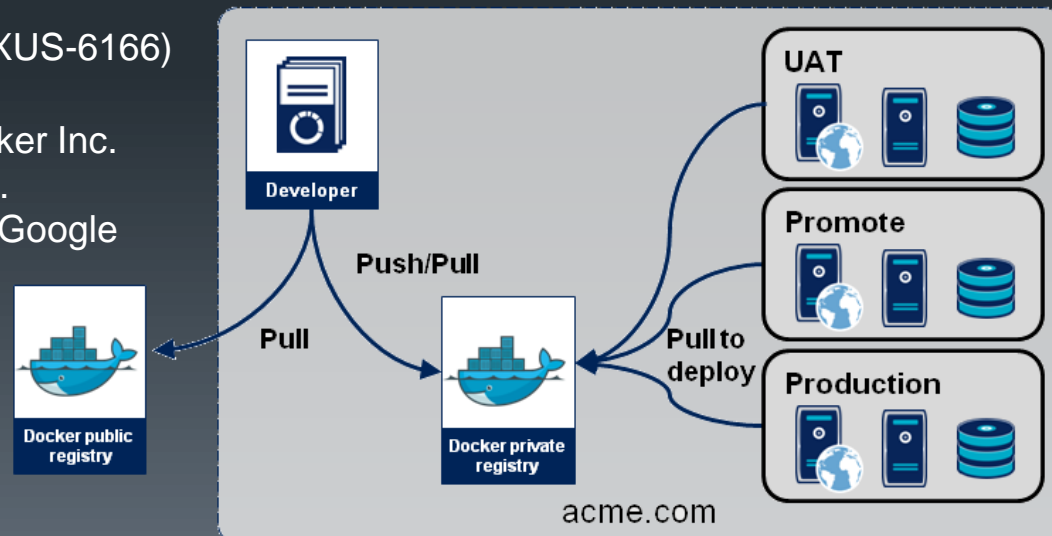 XUS-6166)
ker Inc.
.
Google
Developer
Push/Pull
Pull
Docker public
registry
Docker private
registry
Pull to
deploy
UAT
Promote
Production
acme.com